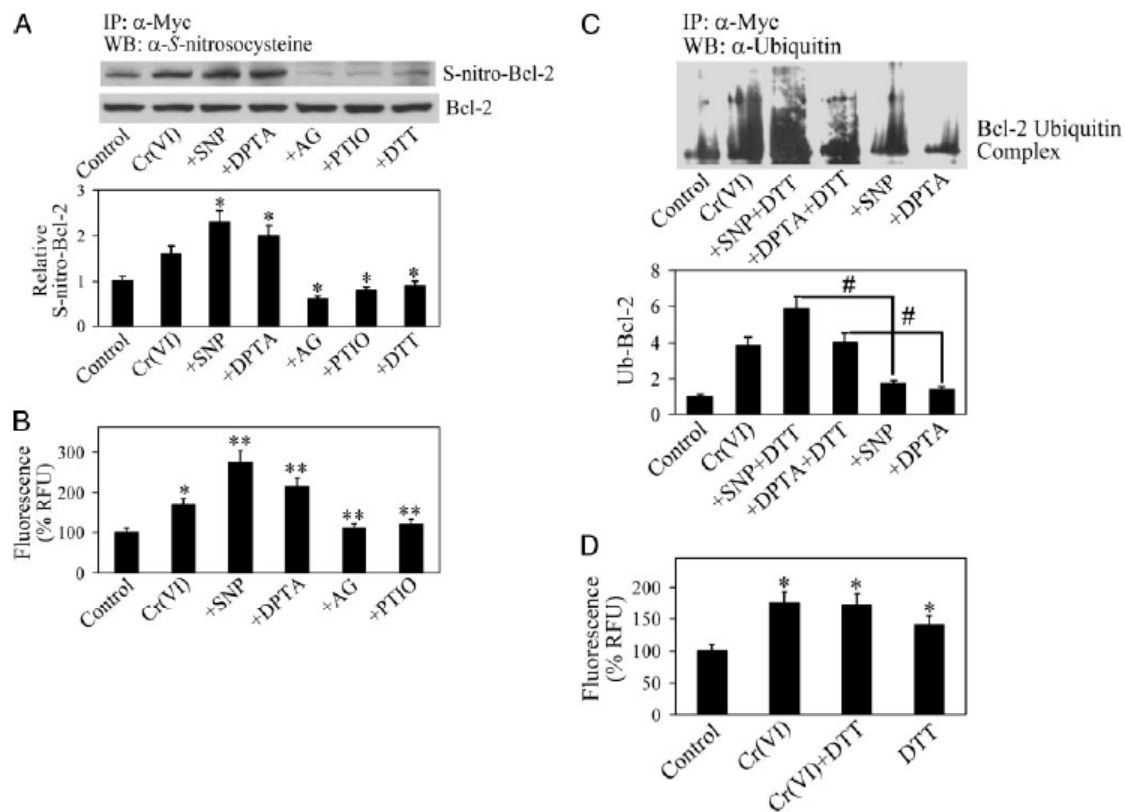 A
IP: α-Myc
WB: α-S-nitrosocysteine
S-nitro-Bcl-2
Bcl-2
Control
Cr(VI)
+SNP
+DPTA
+AG
+PTIO
+DTT
Relative
S-nitro-Bcl-2
3
2
1
0
*
*
*
*
*
Control
Cr(VI)
+SNP
+DPTA
+AG
+PTIO
+DTT
B
Fluorescence
(% RFU)
300
200
100
0
*
**
**
**
**
Control
Cr(VI)
+SNP
+DPTA
+AG
+PTIO
C
IP: α-Myc
WB: α-Ubiquitin
Bcl-2 Ubiquitin
Complex
Control
Cr(VI)
+SNP+DTT
+DPTA+DTT
+SNP
+DPTA
Ub-Bcl-2
8
6
4
2
0
#
#
Control
Cr(VI)
+SNP+DTT
+DPTA+DTT
+SNP
+DPTA
D
Fluorescence
(% RFU)
200
150
100
50
0
*
*
*
Control
Cr(VI)
Cr(VI)+DTT
DTT